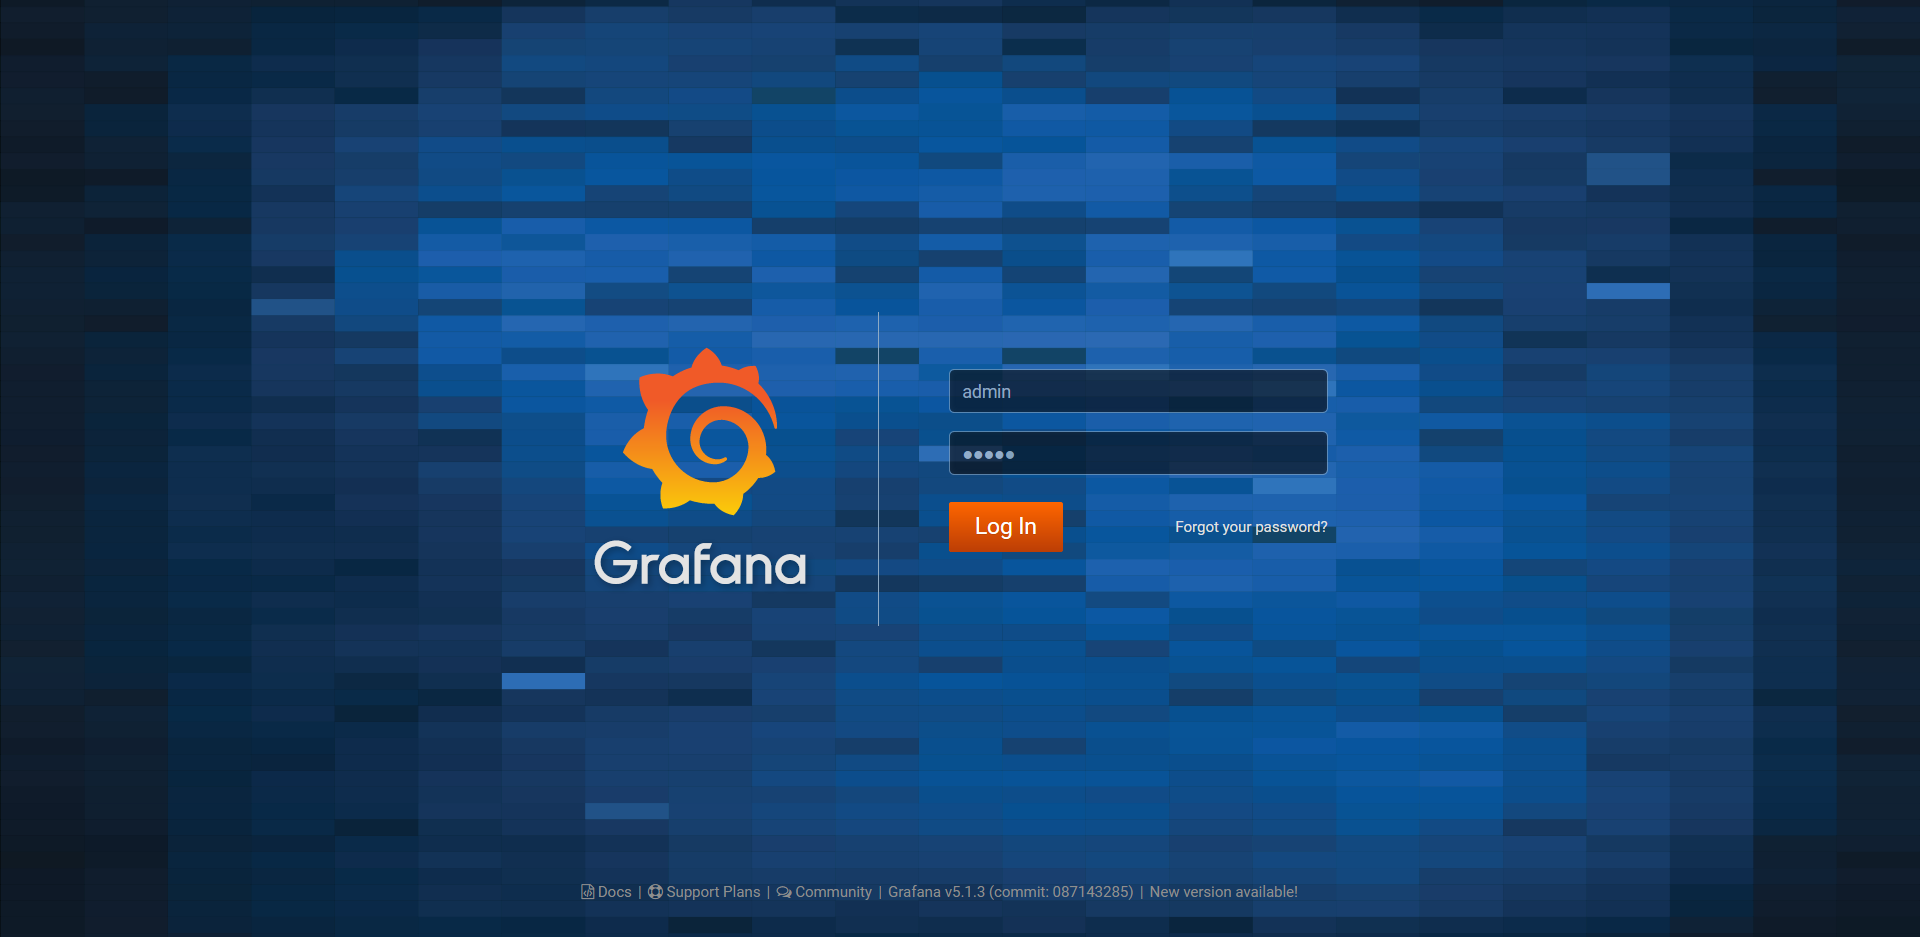 admin
•••••
Log In
Forgot your password?
Grafana
Docs | Support Plans | Community | Grafana v5.1.3 (commit: 087143285) | New version available!